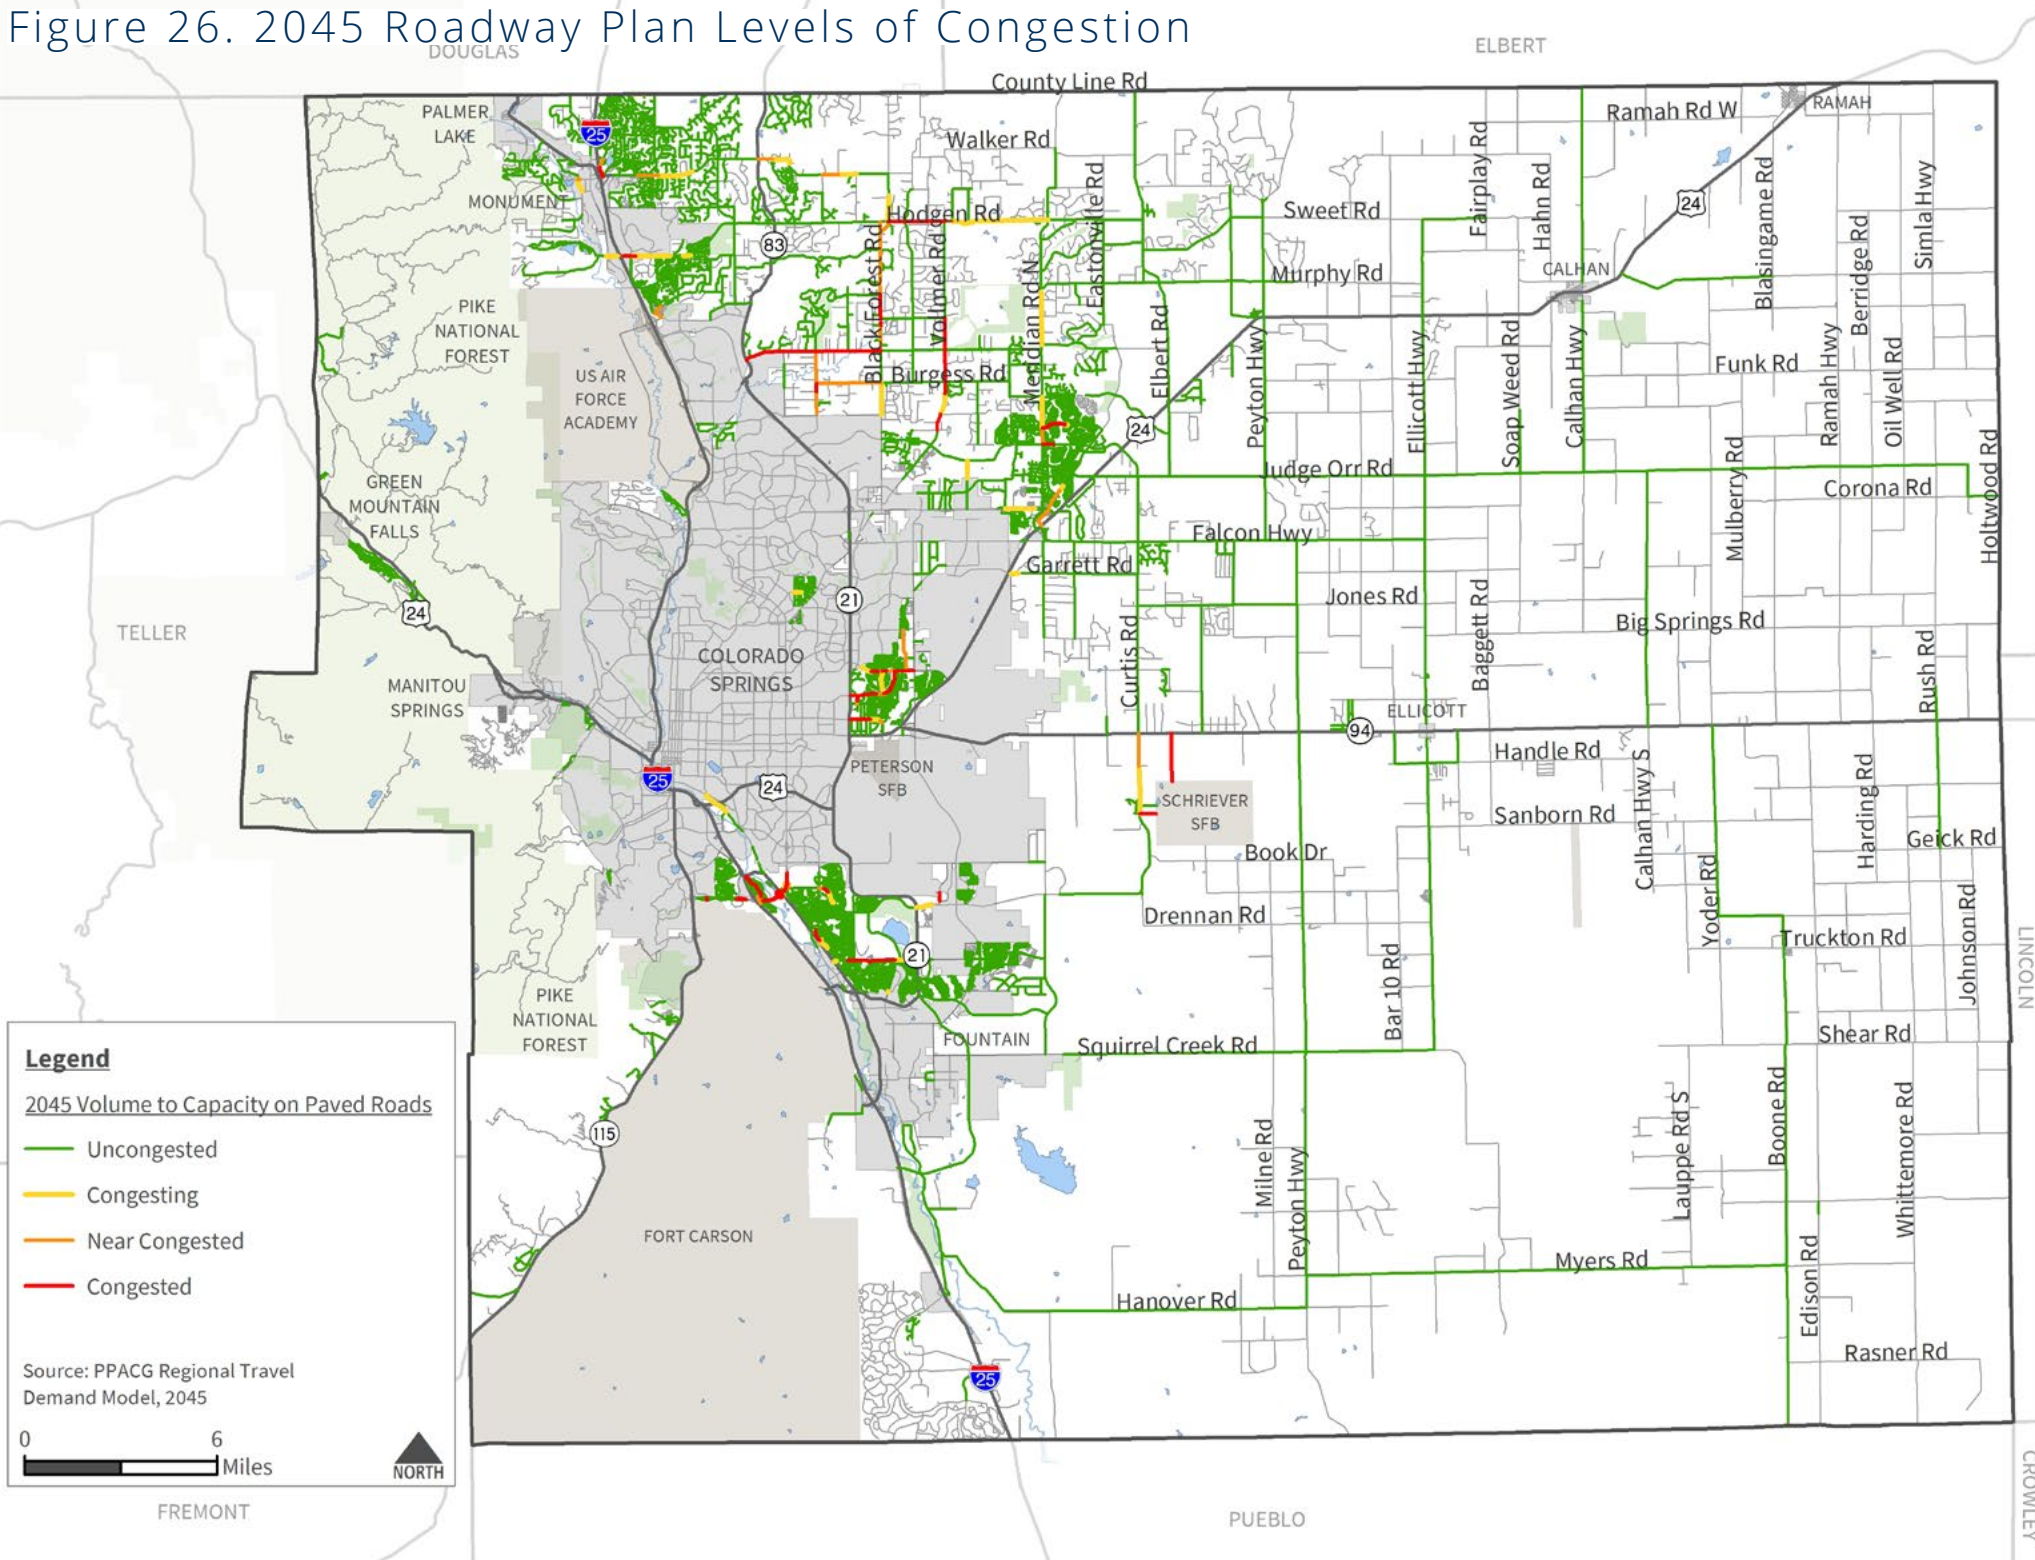 Figure 26. 2045 Roadway Plan Levels of Congestion
DOUGLAS
ELBERT
County Line Rd
PALMER
LAKE
25
Walker Rd
Ramah Rd W
RAMAH
MONUMENT
Hodgen Rd
Eastonville Rd
Sweet Rd
Fairplay Rd
Hahn Rd
24
Blasingame Rd
Simla Hwy
83
Black Forest Rd
Vollmer Rd
Meridian Rd N
Murphy Rd
CALHAN
Berridge Rd
PIKE
NATIONAL
FOREST
US AIR
FORCE
ACADEMY
Burgess Rd
Elbert Rd
Peyton Hwy
Ellicott Hwy
Soap Weed Rd
Calhan Hwy
Funk Rd
Ramah Hwy
Oil Well Rd
24
GREEN
MOUNTAIN
FALLS
Judge Orr Rd
Mulberry Rd
Corona Rd
Holtwood Rd
Falcon Hwy
Garrett Rd
24
21
Jones Rd
Baggett Rd
Big Springs Rd
TELLER
COLORADO
SPRINGS
Curtis Rd
Rush Rd
MANITOU
SPRINGS
ELLICOTT
94
25
24
PETERSON
SFB
SCHRIEVER
SFB
Handle Rd
Sanborn Rd
Calhan Hwy S
Harding Rd
Geick Rd
Book Dr
Yoder Rd
Drennan Rd
Truckton Rd
Johnson Rd
LINCOLN
21
Bar 10 Rd
PIKE
NATIONAL
FOREST
FOUNTAIN
Squirrel Creek Rd
Shear Rd
115
Milne Rd
Peyton Hwy
Lauppe Rd S
Boone Rd
Whittemore Rd
FORT CARSON
Myers Rd
Edison Rd
Hanover Rd
Rasner Rd
25
Legend
2045 Volume to Capacity on Paved Roads
Uncongested
Congesting
Near Congested
Congested
Source: PPACG Regional Travel
Demand Model, 2045
0 6
Miles
NORTH
FREMONT
PUEBLO
CROWLEY